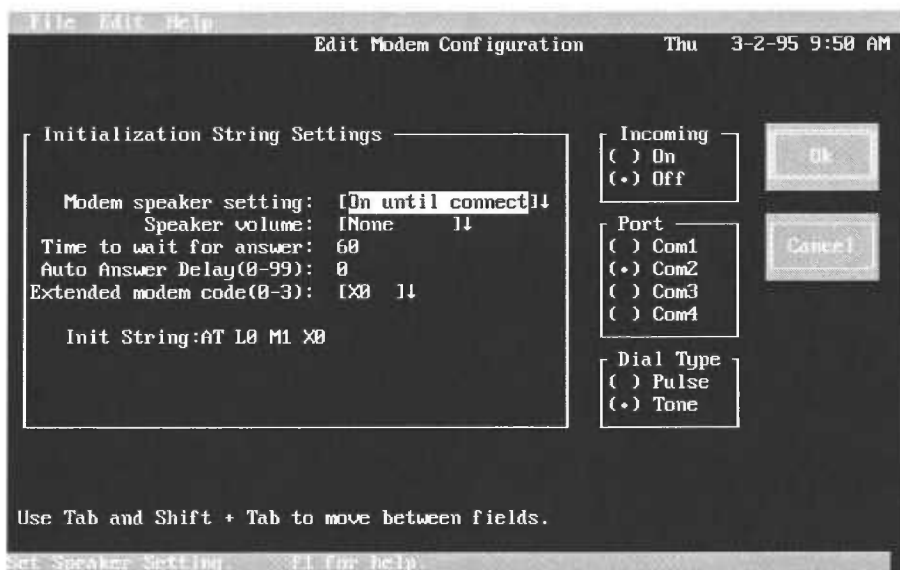 File Edit Help
Edit Modem Configuration Thu 3-2-95 9:50 AM
Initialization String Settings
Modem speaker setting: [On until connect]↓
Speaker volume: [None ]↓
Time to wait for answer: 60
Auto Answer Delay(0-99): 0
Extended modem code(0-3): [X0 ]↓
Init String:AT L0 M1 X0
Incoming
( ) On
(•) Off
Port
( ) Com1
(•) Com2
( ) Com3
( ) Com4
Dial Type
( ) Pulse
(•) Tone
Ok
Cancel
Use Tab and Shift + Tab to move between fields.
Set Speaker Setting. F1 for help.